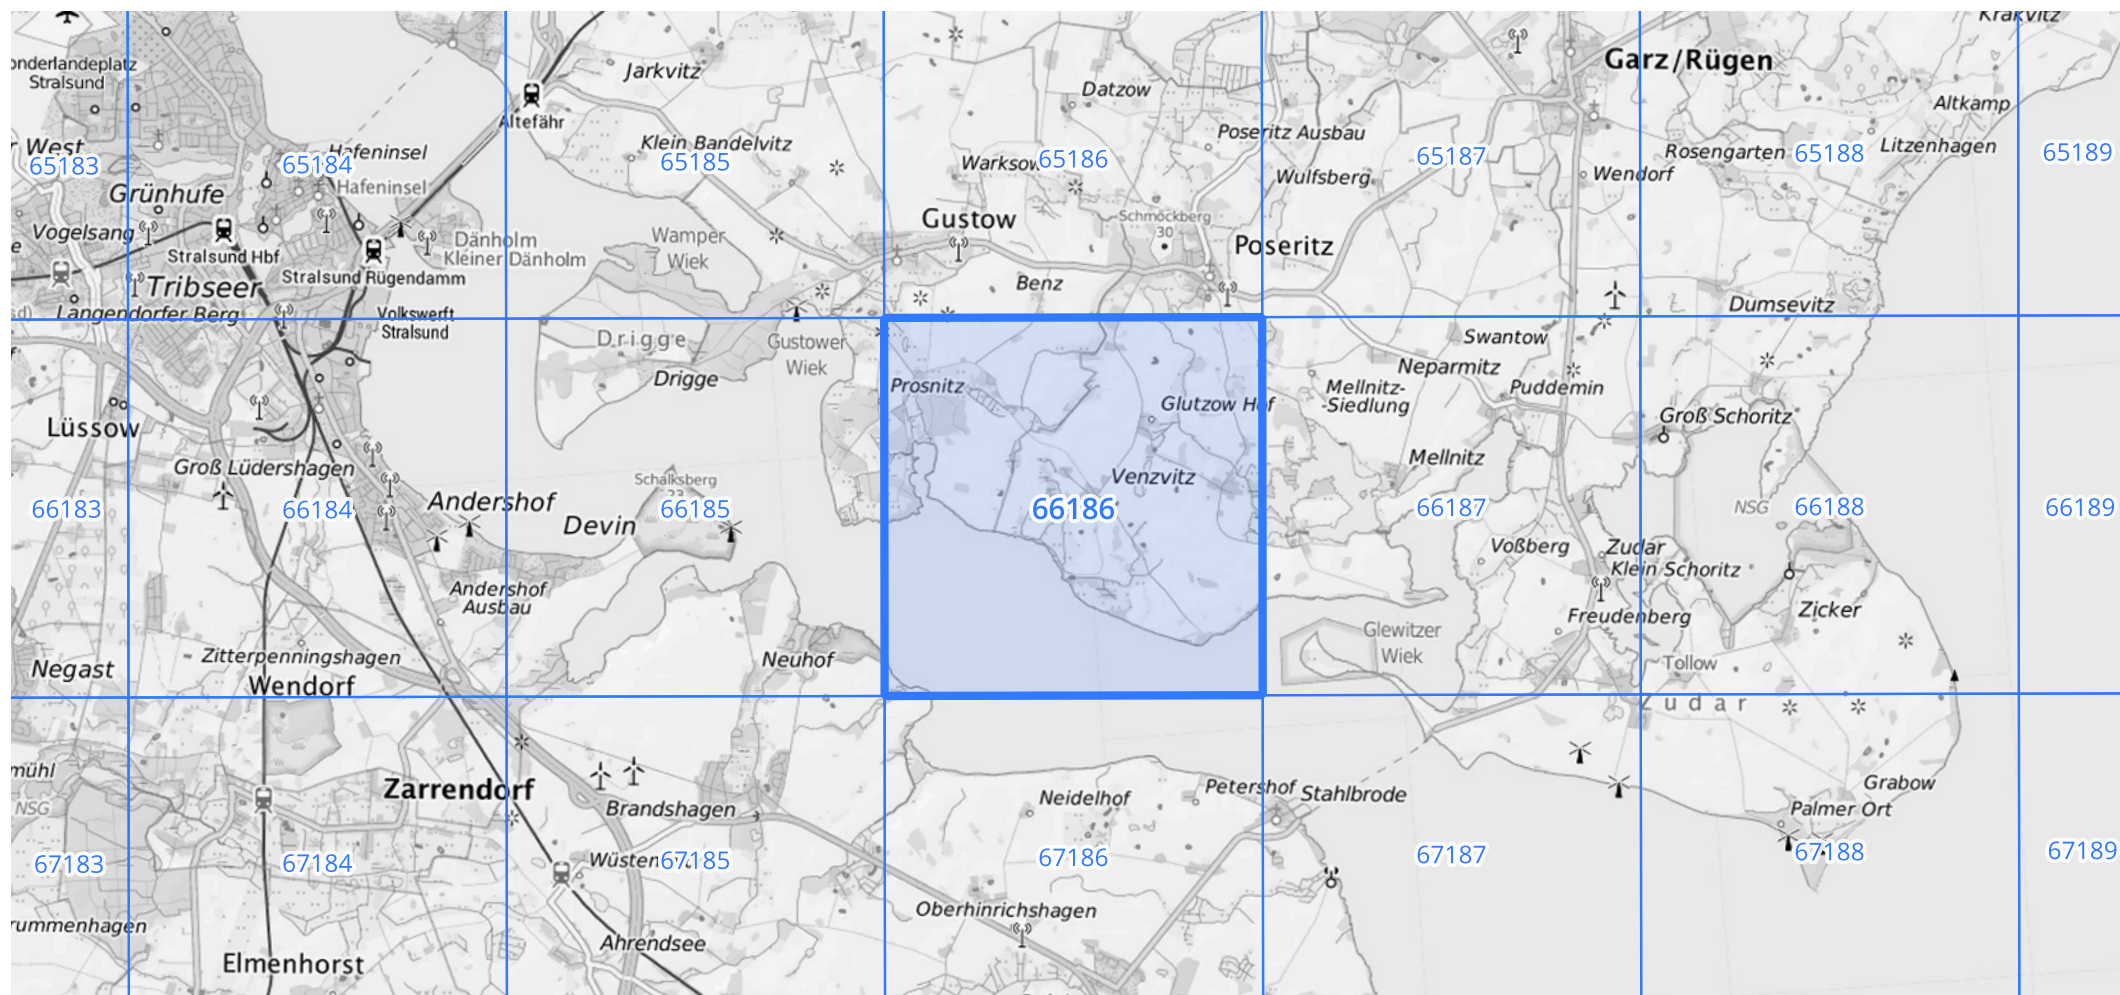 Krakvitz
Garz/Rügen
onderlandeplatz
Stralsund
Jarkvitz
Datzow
Altkamp
Altefähr
Poseritz Ausbau
r West
65183
Hafeninsel
65184
Klein Bandelvitz
65185
Warksow
65186
65187
Rosengarten
65188
Litzenhagen
65189
Grünhufe
Hafeninsel
Wulfsberg
Wendorf
Vogelsang
Gustow
Schmockberg
30
Stralsund Hbf
Dänholm
Kleiner Dänholm
Wamper
Wiek
Poseritz
Stralsund Rügendamm
Tribseer
Benz
Langendorfer Berg
Volkswerft
Stralsund
Dumsevitz
Drigge
Gustower
Wiek
Swantow
Drigge
Prosnitz
Neparmitz
Mellnitz-
-Siedlung
Puddemin
Glutzow Hof
Groß Schoritz
Lüssow
Groß Lüdershagen
Schalksberg
23
Venzvitz
Mellnitz
66183
66184
Andershof
Devin
66185
66186
66187
NSG
66188
66189
Voßberg
Zudar
Klein Schoritz
Andershof
Ausbau
Freudenberg
Zicker
Glewitzer
Wiek
Negast
Zitterpenningshagen
Neuhof
Tollow
Wendorf
Zudar
mühl
NSG
Zarrendorf
Brandshagen
Neidelhof
Petershof
Stahlbrode
Grabow
Palmer Ort
67183
67184
67185
67186
67187
67188
67189
Oberhinrichshagen
rummenhagen
Ahrendsee
Elmenhorst